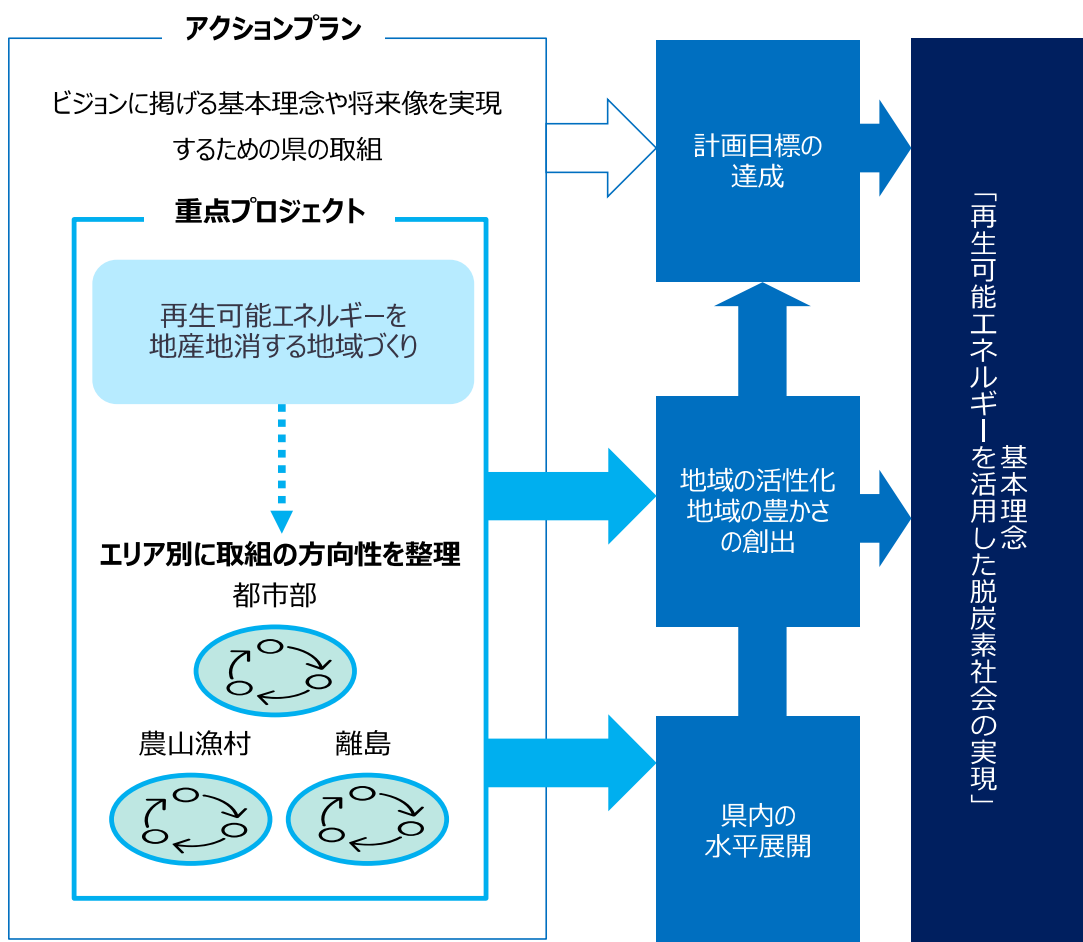 アクションプラン
ビジョンに掲げる基本理念や将来像を実現
するための県の取組
重点プロジェクト
再生可能エネルギーを
地産地消する地域づくり
エリア別に取組の方向性を整理
都市部
農山漁村
離島
計画目標の
達成
地域の活性化
地域の豊かさ
の創出
県内の
水平展開
基本理念
「再生可能エネルギーを活用した脱炭素社会の実現」